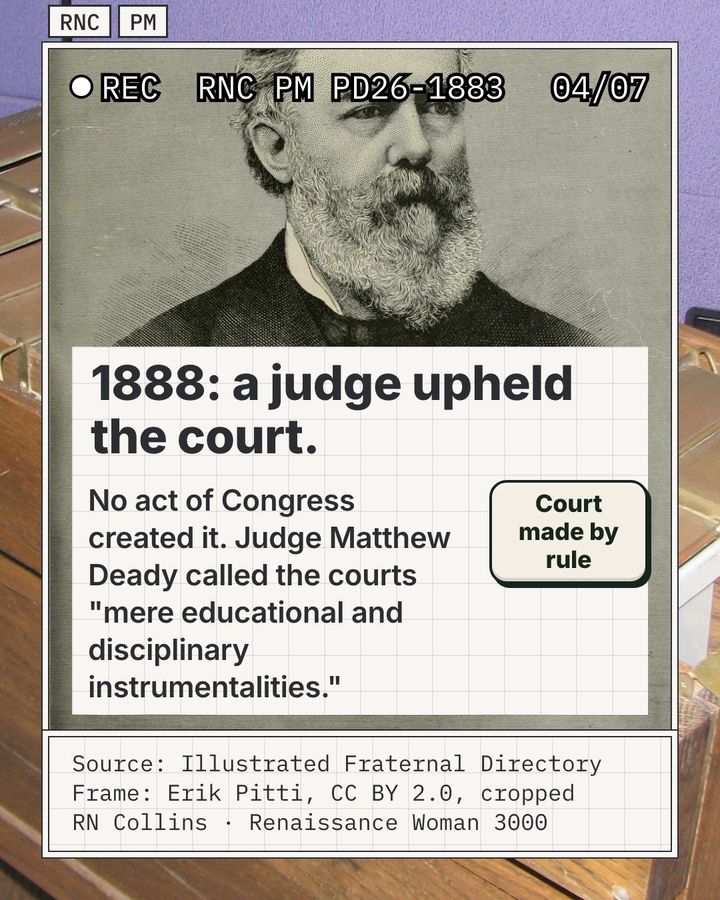 RNC PM
REC RNC PM PD26-1883 04/07
1888: a judge upheld
the court.
No act of Congress
created it. Judge Matthew
Deady called the courts
"mere educational and
disciplinary
instrumentalities."
Court
made by
rule
Source: Illustrated Fraternal Directory
Frame: Erik Pitti, CC BY 2.0, cropped
RN Collins · Renaissance Woman 3000